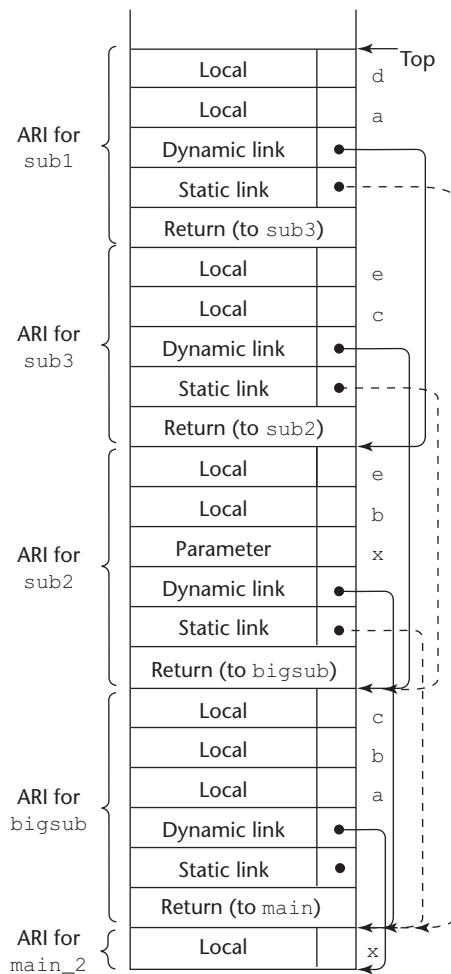 Top
ARI for
sub1
Local d
Local a
Dynamic link
Static link
Return (to sub3)
ARI for
sub3
Local e
Local c
Dynamic link
Static link
Return (to sub2)
ARI for
sub2
Local e
Local b
Parameter x
Dynamic link
Static link
Return (to bigsub)
ARI for
bigsub
Local c
Local b
Local a
Dynamic link
Static link
Return (to main)
ARI for
main_2
Local x